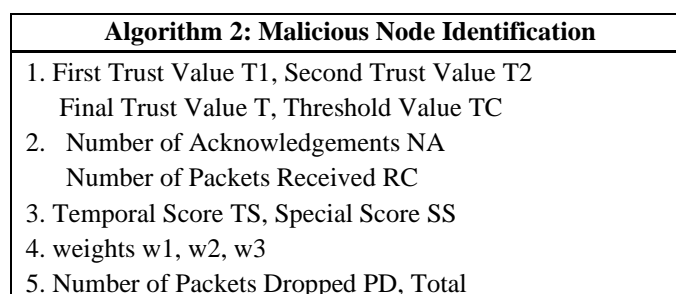 Algorithm 2: Malicious Node Identification
1. First Trust Value T1, Second Trust Value T2
Final Trust Value T, Threshold Value TC
2. Number of Acknowledgements NA
Number of Packets Received RC
3. Temporal Score TS, Special Score SS
4. weights w1, w2, w3
5. Number of Packets Dropped PD, Total